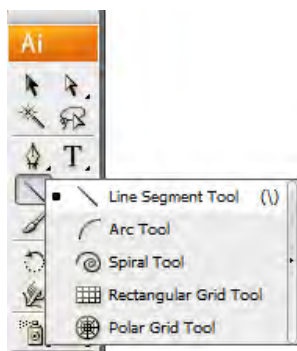 Ai
T
Line Segment Tool (\)
Arc Tool
Spiral Tool
Rectangular Grid Tool
Polar Grid Tool